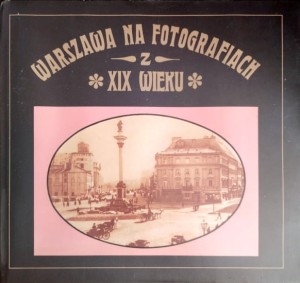 WARSZAWA NA FOTOGRAFIACH
Z
* XIX WIEKU *